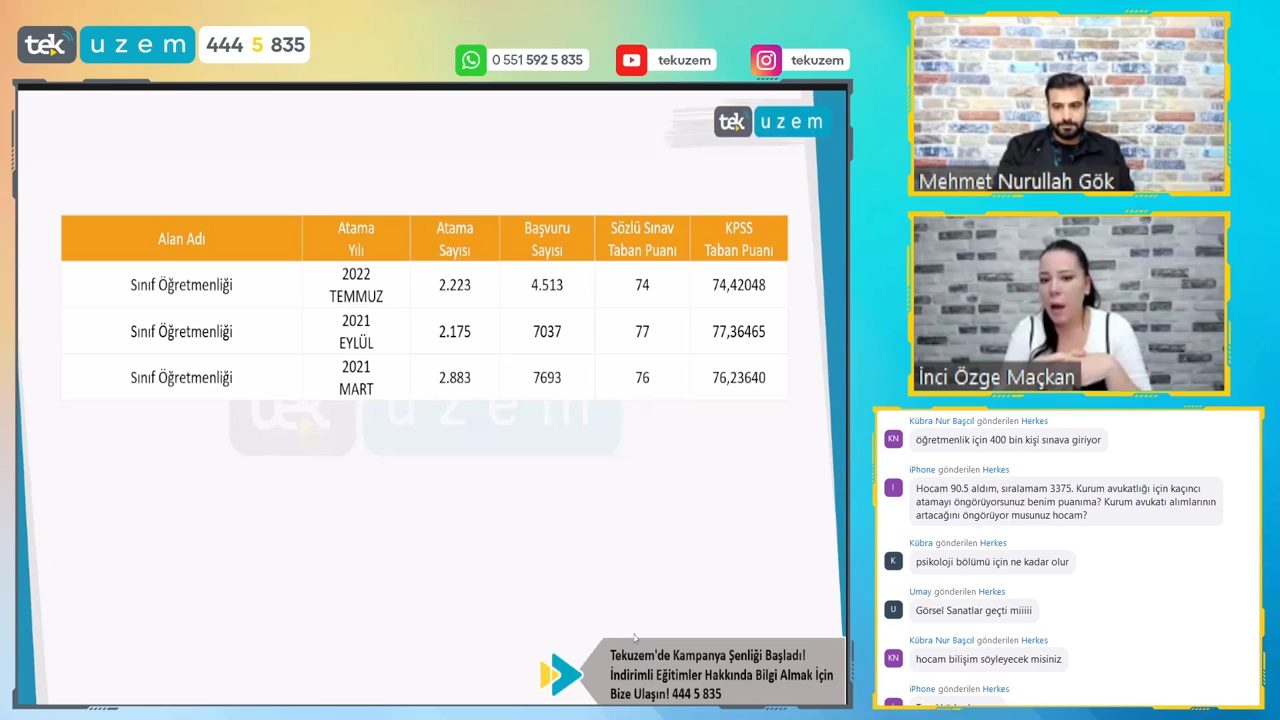 tek uzem 444 5 835
0 551 592 5 835
tekuzem
tekuzem
tek uzem
Alan Adı
Atama Yılı
Atama Sayısı
Başvuru Sayısı
Sözlü Sınav Taban Puanı
KPSS Taban Puanı
Sınıf Öğretmenliği 2022 TEMMUZ 2.223 4.513 74 74,42048
Sınıf Öğretmenliği 2021 EYLÜL 2.175 7037 77 77,36465
Sınıf Öğretmenliği 2021 MART 2.883 7693 76 76,23640
tek uzem
Tekuzem'de Kampanya Şenliği Başladı!
İndirimli Eğitimler Hakkında Bilgi Almak İçin
Bize Ulaşın! 444 5 835
Mehmet Nurullah Gök
İnci Özge Maçkan
Kübra Nur Başcıl gönderilen Herkes
KN
öğretmenlik için 400 bin kişi sınava giriyor
iPhone gönderilen Herkes
I
Hocam 90.5 aldım, sıralamam 3375. Kurum avukatlığı için kaçıncı
atamayı öngörüyorsunuz benim puanıma? Kurum avukatı alımlarının
artacağını öngörüyor musunuz hocam?
Kübra gönderilen Herkes
K
psikoloji bölümü için ne kadar olur
Umay gönderilen Herkes
U
Görsel Sanatlar geçti miiiii
Kübra Nur Başcıl gönderilen Herkes
KN
hocam bilişim söyleyecek misiniz
iPhone gönderilen Herkes